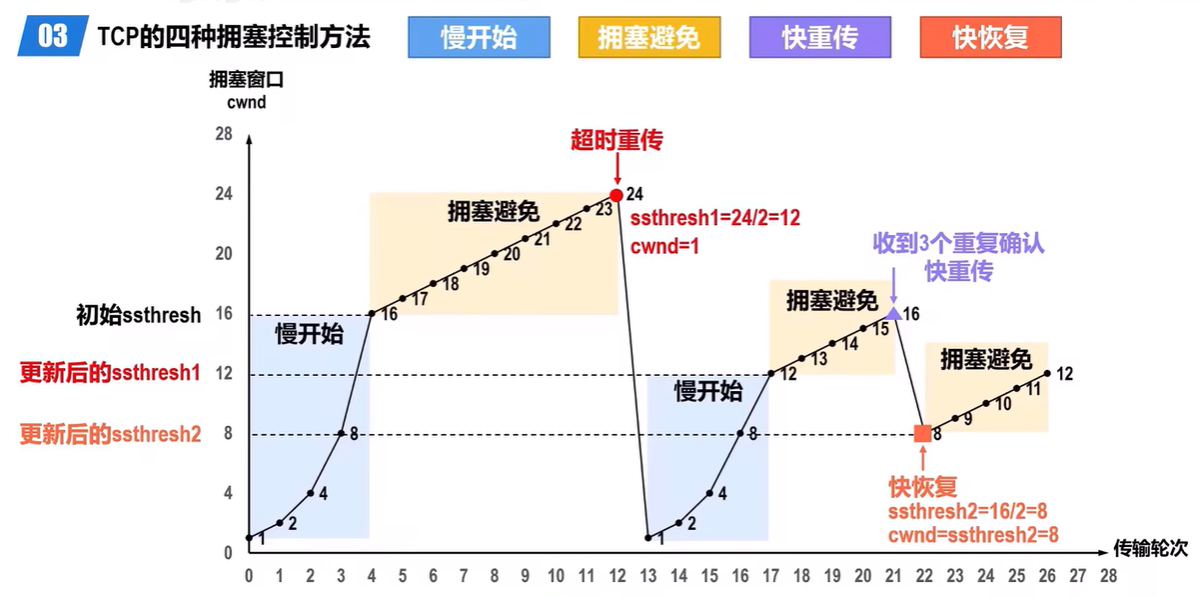 03 TCP的四种拥塞控制方法 慢开始 拥塞避免 快重传 快恢复
拥塞窗口
cwnd
28
超时重传
24 24
拥塞避免 23
ssthresh1=24/2=12
22
cwnd=1
21
收到3个重复确认
快重传
20 20
19
18
17
拥塞避免
初始ssthresh 16 16 16
慢开始 15
14
13
拥塞避免
更新后的ssthresh1 12 12 12
慢开始 11
10
9
更新后的ssthresh2 8 8 8 8
快恢复
ssthresh2=16/2=8
cwnd=ssthresh2=8
4 4 4
2 2
1 1
0 传输轮次
0 1 2 3 4 5 6 7 8 9 10 11 12 13 14 15 16 17 18 19 20 21 22 23 24 25 26 27 28